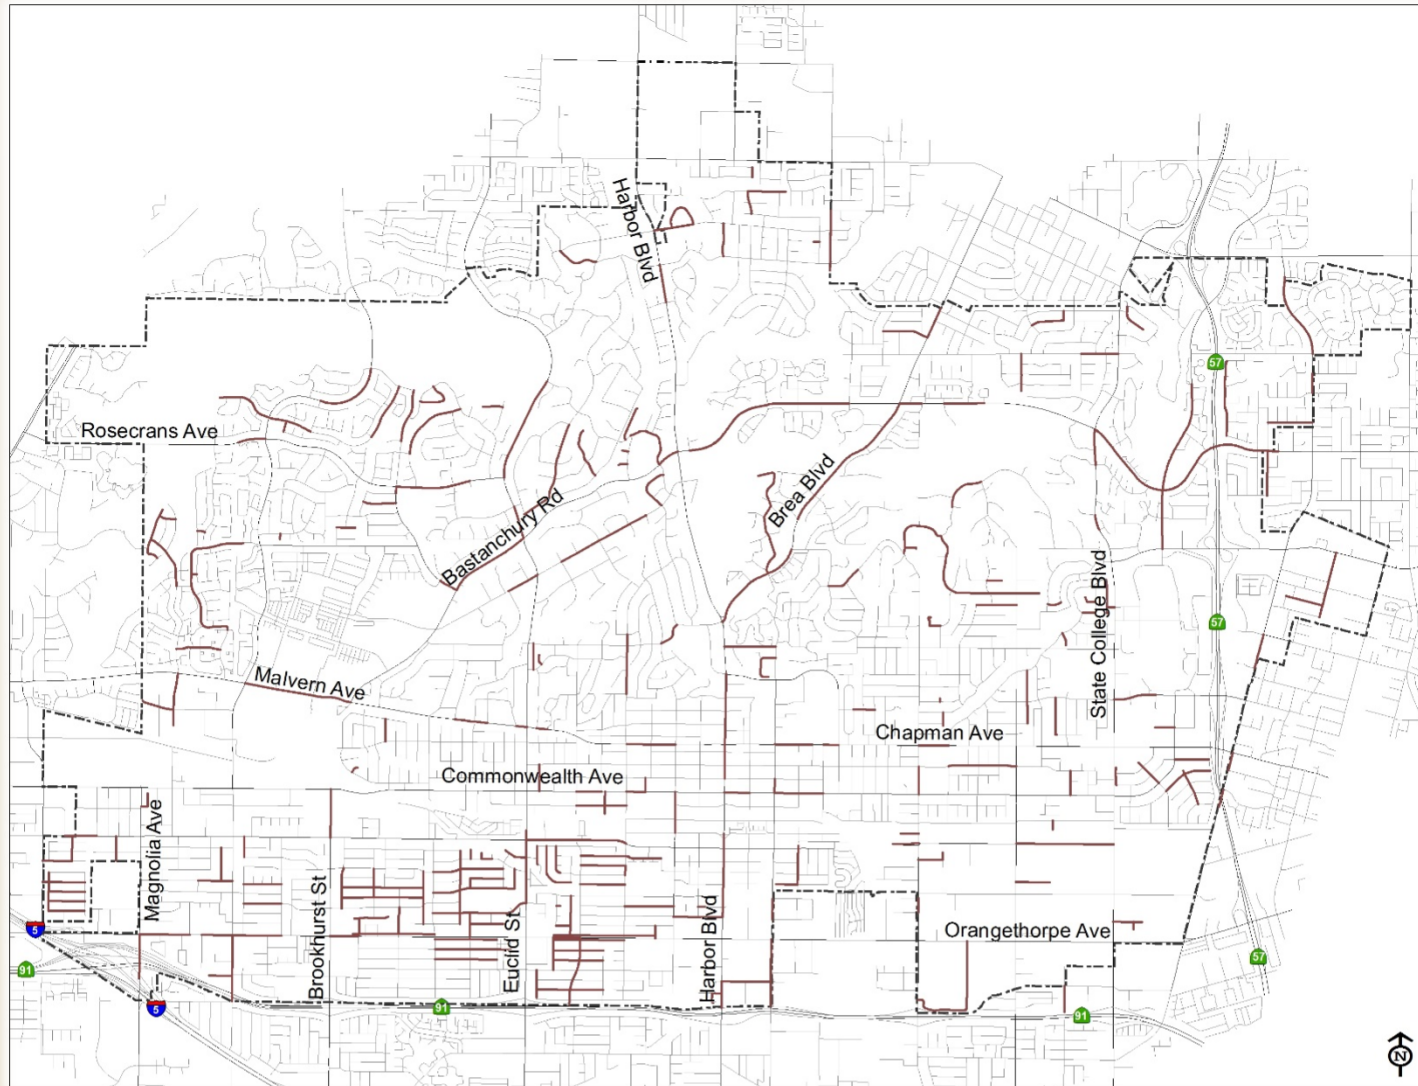 Harbor Blvd
57
Rosecrans Ave
Brea Blvd
Bastanchury Rd
State College Blvd
57
Malvern Ave
Chapman Ave
Commonwealth Ave
Magnolia Ave
Brookhurst St
Euclid St
Harbor Blvd
Orangethorpe Ave
5
57
91
5
91
91
N